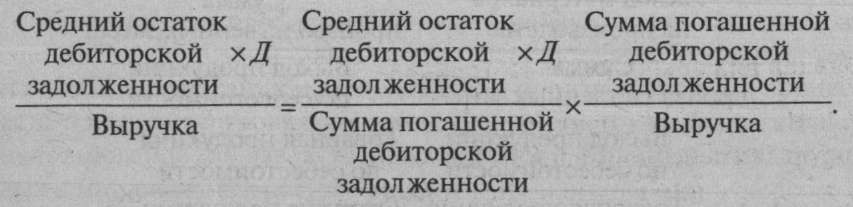 Средний остаток
дебиторской × Д
задолженности
Выручка
=
Средний остаток
дебиторской × Д
задолженности
Сумма погашенной
дебиторской
задолженности
×
Сумма погашенной
дебиторской
задолженности
Выручка
.